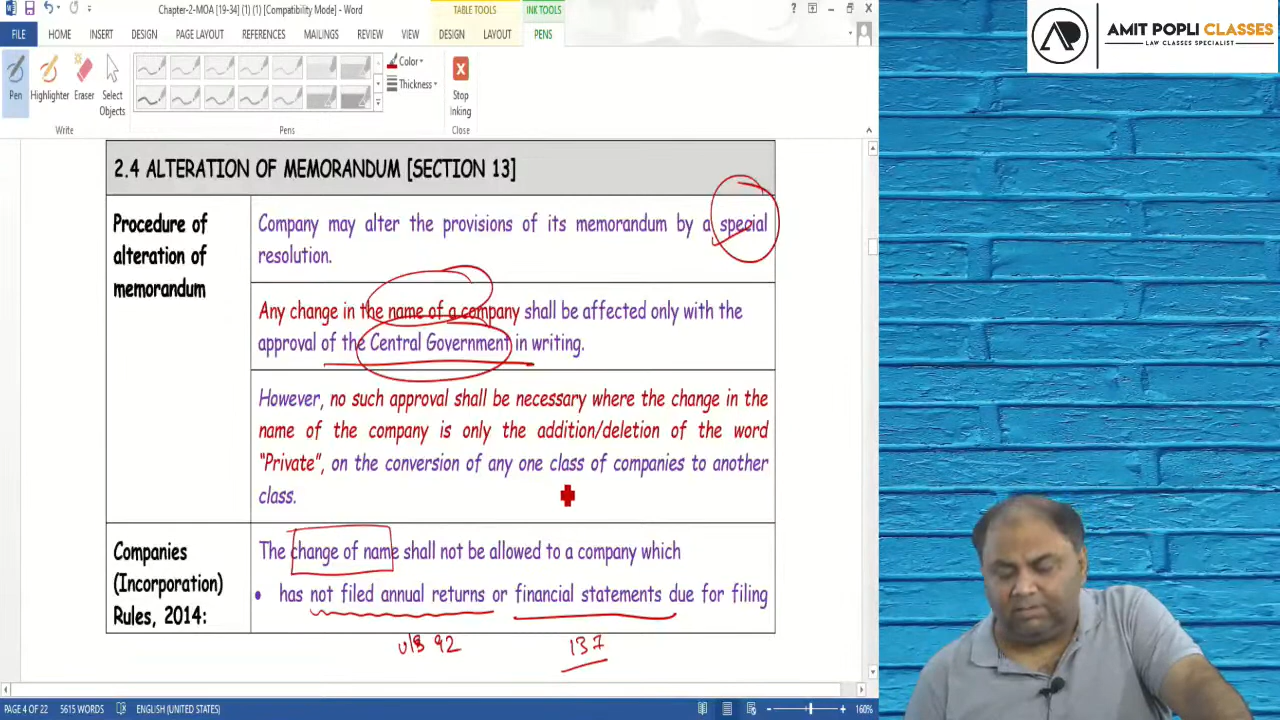 Chapter-2-MOA [19-34] (1) (1) [Compatibility Mode] - Word
TABLE TOOLS
INK TOOLS
FILE
HOME
INSERT
DESIGN
PAGE LAYOUT
REFERENCES
MAILINGS
REVIEW
VIEW
DESIGN
LAYOUT
PENS
Pen
Highlighter
Eraser
Select
Objects
Color
Thickness
Stop
Inking
Write
Pens
Close
AMIT POPLI CLASSES
LAW CLASSES SPECIALIST
2.4 ALTERATION OF MEMORANDUM [SECTION 13]
Procedure of
alteration of
memorandum
Company may alter the provisions of its memorandum by a special
resolution.
Any change in the name of a company shall be affected only with the
approval of the Central Government in writing.
However, no such approval shall be necessary where the change in the
name of the company is only the addition/deletion of the word
“Private”, on the conversion of any one class of companies to another
class.
Companies
(Incorporation)
Rules, 2014:
The change of name shall not be allowed to a company which
• has not filed annual returns or financial statements due for filing
u/s 92
137
PAGE 4 OF 22
5615 WORDS
ENGLISH (UNITED STATES)
160%